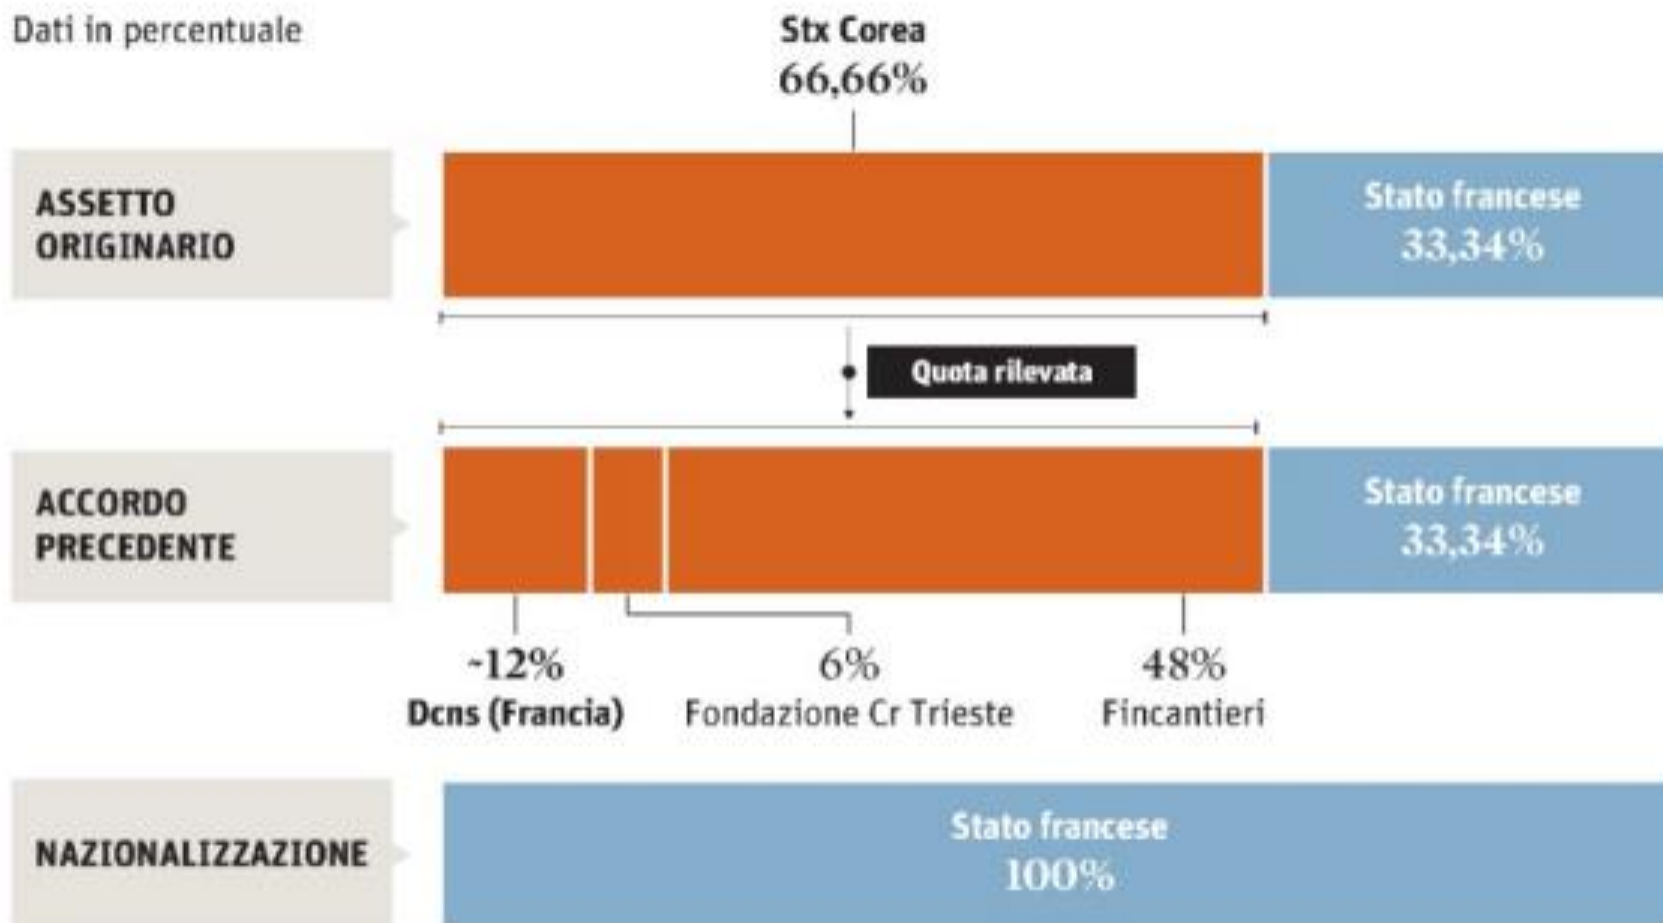 Dati in percentuale
Stx Corea
66,66%
ASSETTO
ORIGINARIO
Stato francese
33,34%
Quota rilevata
ACCORDO
PRECEDENTE
Stato francese
33,34%
~12%
Dcns (Francia)
6%
Fondazione Cr Trieste
48%
Fincantieri
NAZIONALIZZAZIONE
Stato francese
100%